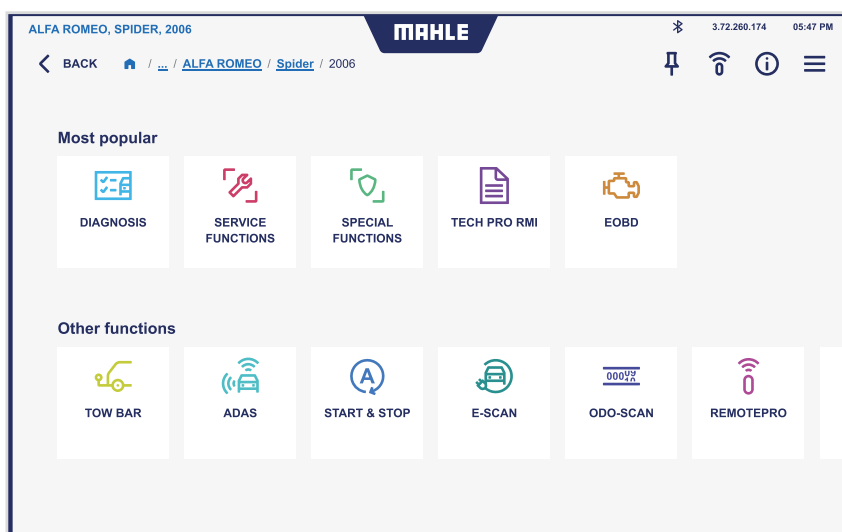 ALFA ROMEO, SPIDER, 2006
MAHLE
3.72.260.174
05:47 PM
BACK / ... / ALFA ROMEO / Spider / 2006
Most popular
DIAGNOSIS
SERVICE
FUNCTIONS
SPECIAL
FUNCTIONS
TECH PRO RMI
EOBD
Other functions
TOW BAR
ADAS
A
START & STOP
E-SCAN
ODO-SCAN
REMOTEPRO